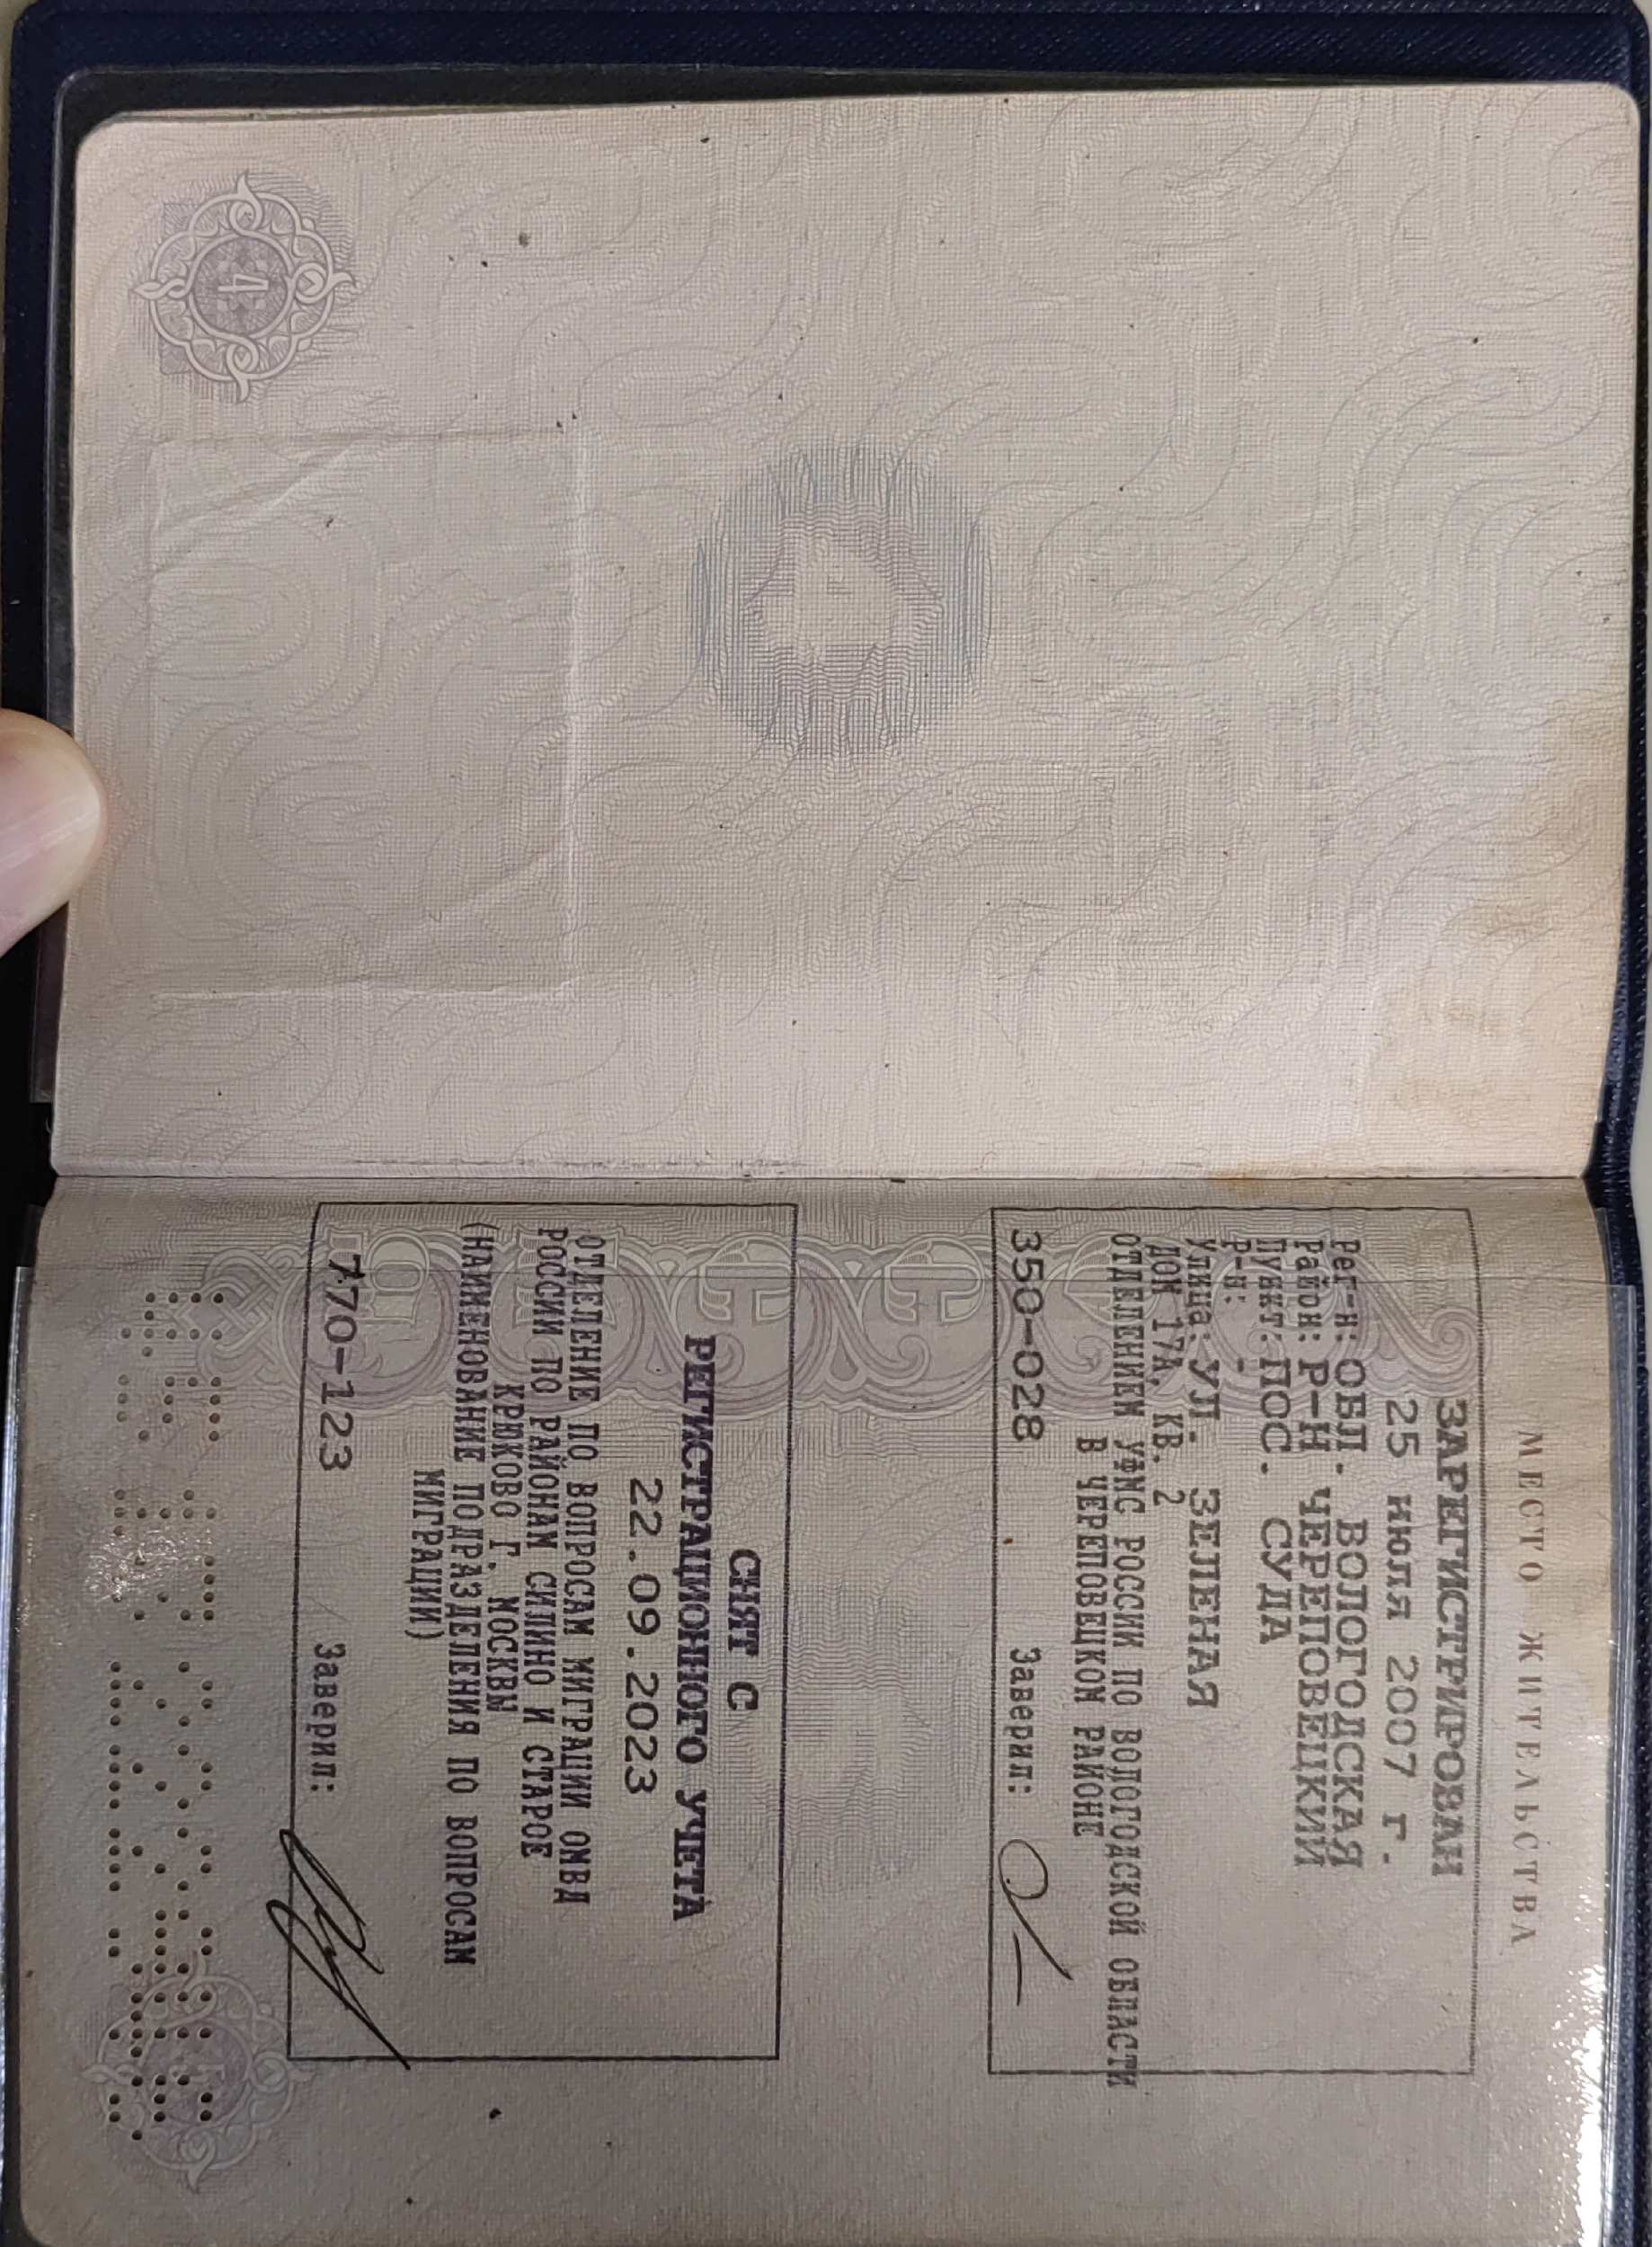 4
МЕСТО ЖИТЕЛЬСТВА
ЗАРЕГИСТРИРОВАН
25 июля 2007 г.
Рег-н: ОБЛ. ВОЛОГОДСКАЯ
Район: Р-Н ЧЕРЕПОВЕЦКИЙ
Пункт: ПОС. СУДА
Р-н: -
Улица: УЛ. ЗЕЛЕНАЯ
ДОМ 17А, КВ. 2
ОТДЕЛЕНИЕМ УФМС РОССИИ ПО ВОЛОГОДСКОЙ ОБЛАСТИ
В ЧЕРЕПОВЕЦКОМ РАЙОНЕ
350-028 Заверил:
СНЯТ С
РЕГИСТРАЦИОННОГО УЧЕТА
22.09.2023
ОТДЕЛЕНИЕ ПО ВОПРОСАМ МИГРАЦИИ ОМВД
РОССИИ ПО РАЙОНАМ СИЛИНО И СТАРОЕ
КРЮКОВО Г. МОСКВЫ
(НАИМЕНОВАНИЕ ПОДРАЗДЕЛЕНИЯ ПО ВОПРОСАМ
МИГРАЦИИ)
770-123 Заверил:
5